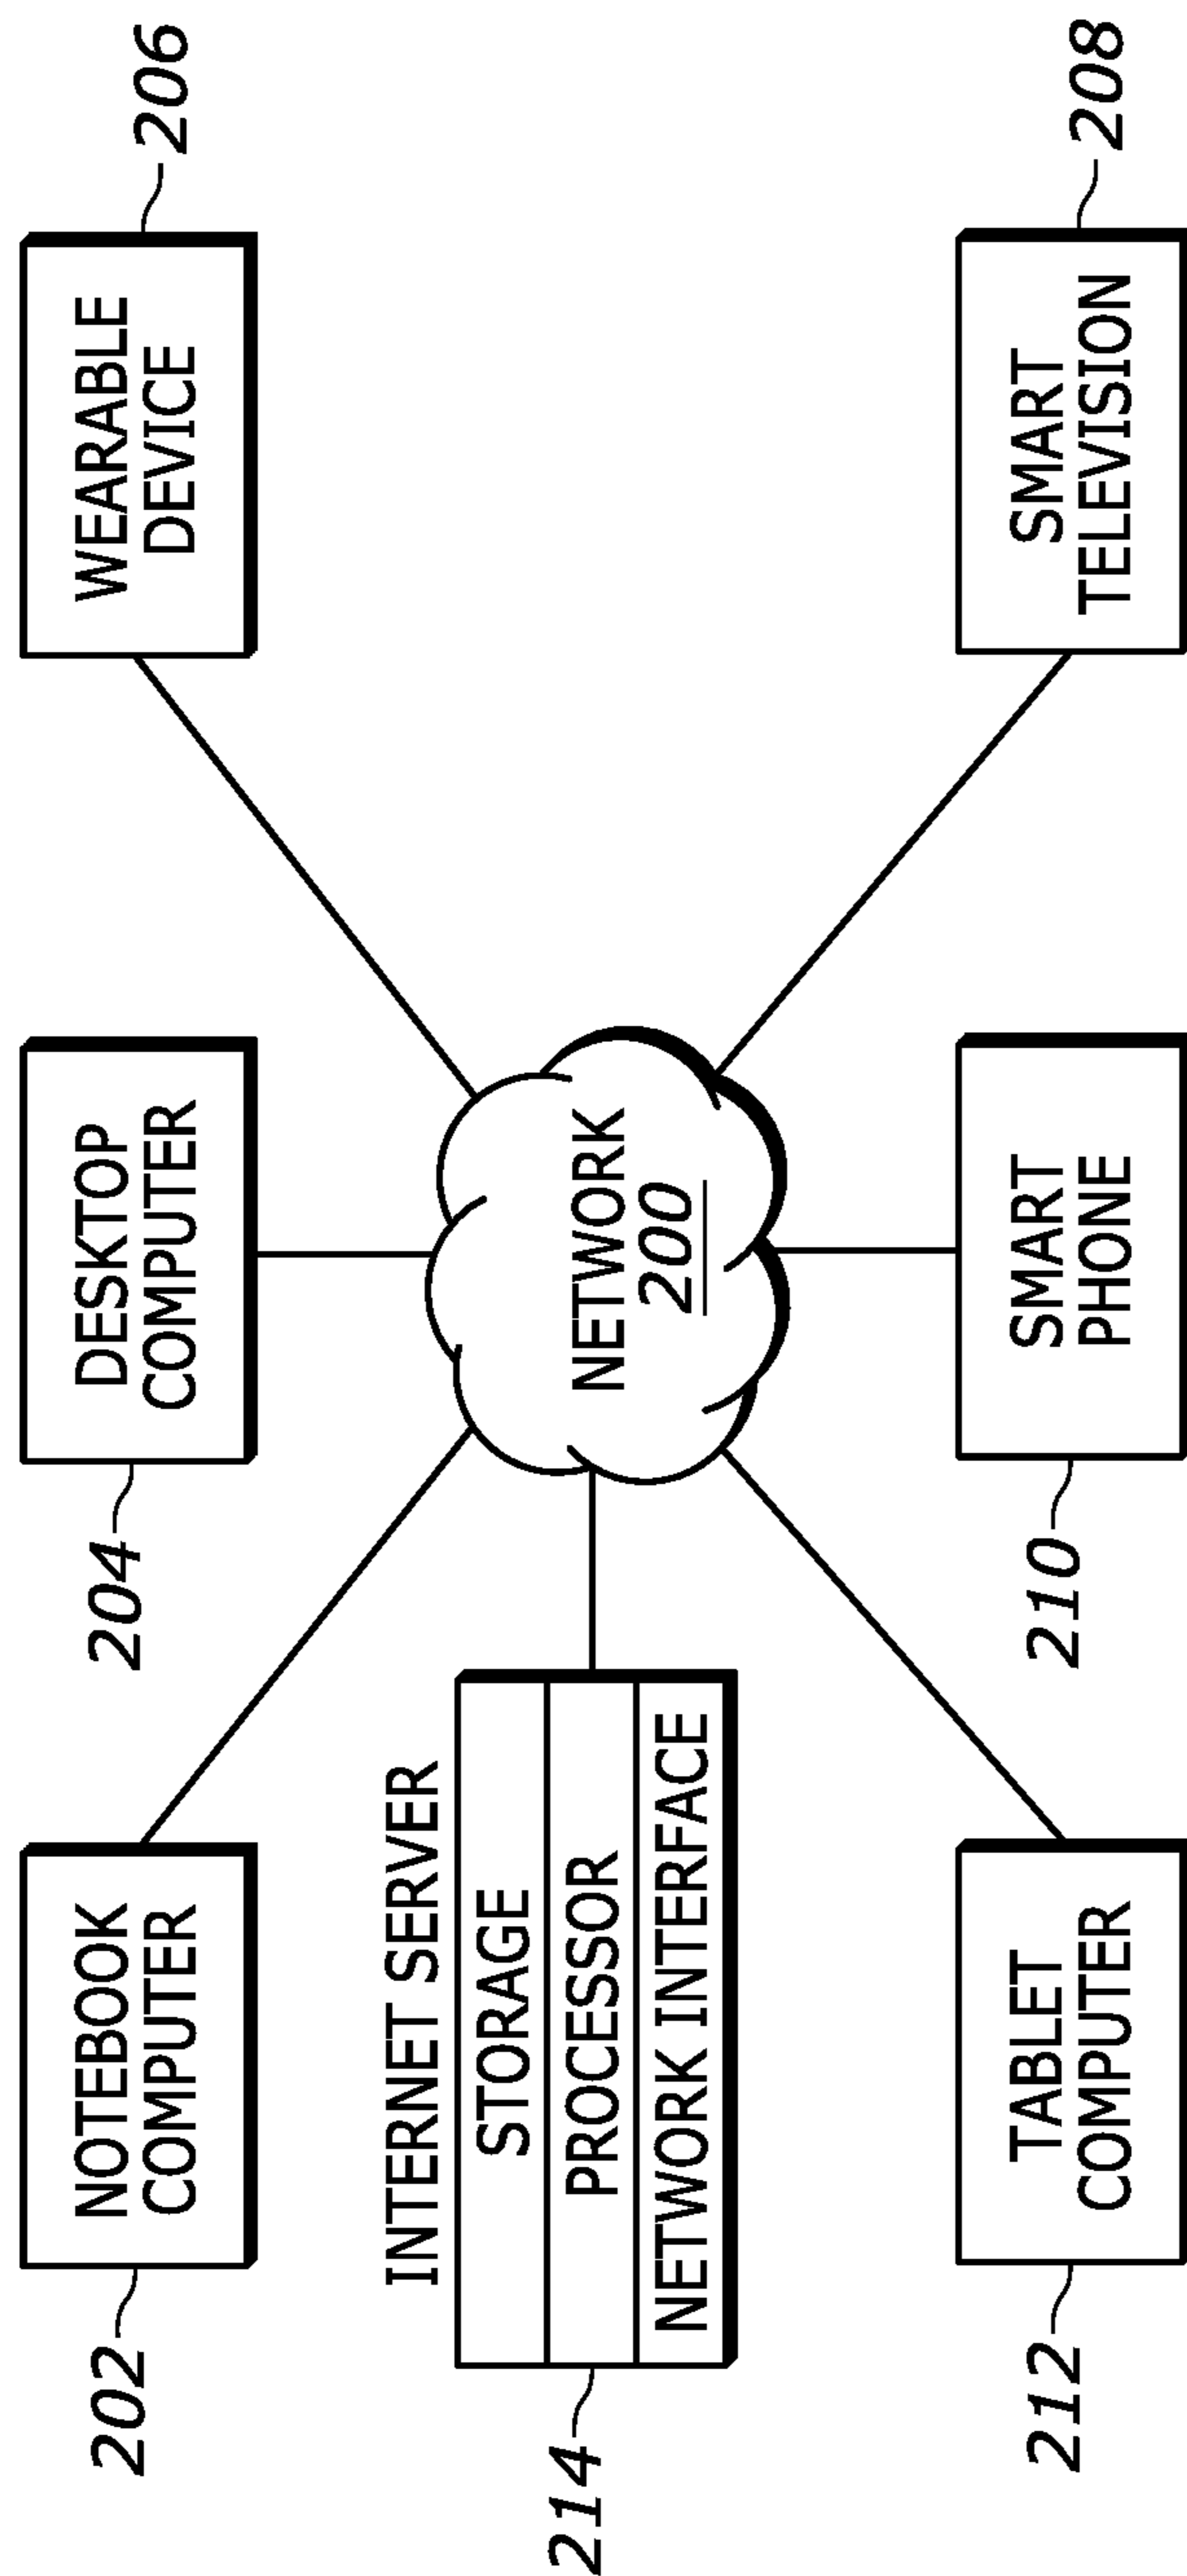 202
NOTEBOOK
COMPUTER
204
DESKTOP
COMPUTER
WEARABLE
DEVICE
206
INTERNET SERVER
214
STORAGE
PROCESSOR
NETWORK INTERFACE
NETWORK
200
212
TABLET
COMPUTER
210
SMART
PHONE
SMART
TELEVISION
208